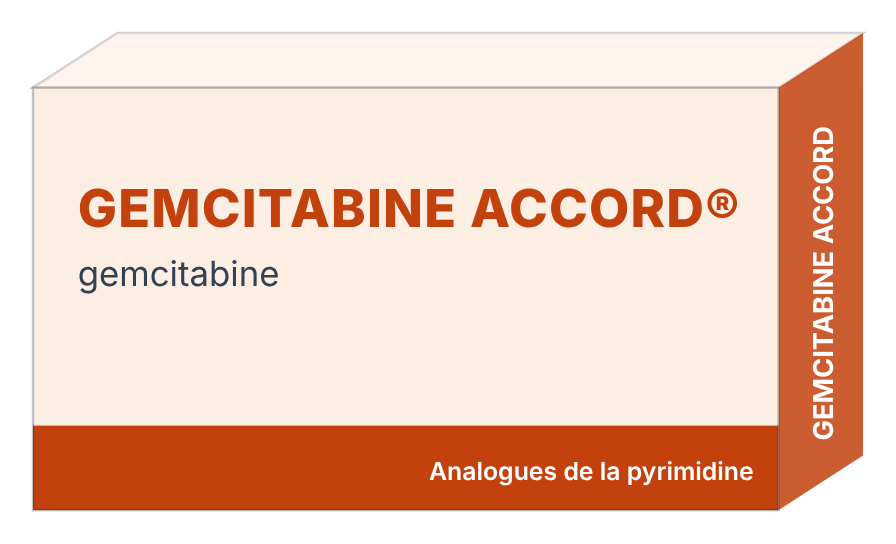 GEMCITABINE ACCORD®
gemcitabine
Analogues de la pyrimidine
GEMCITABINE ACCORD